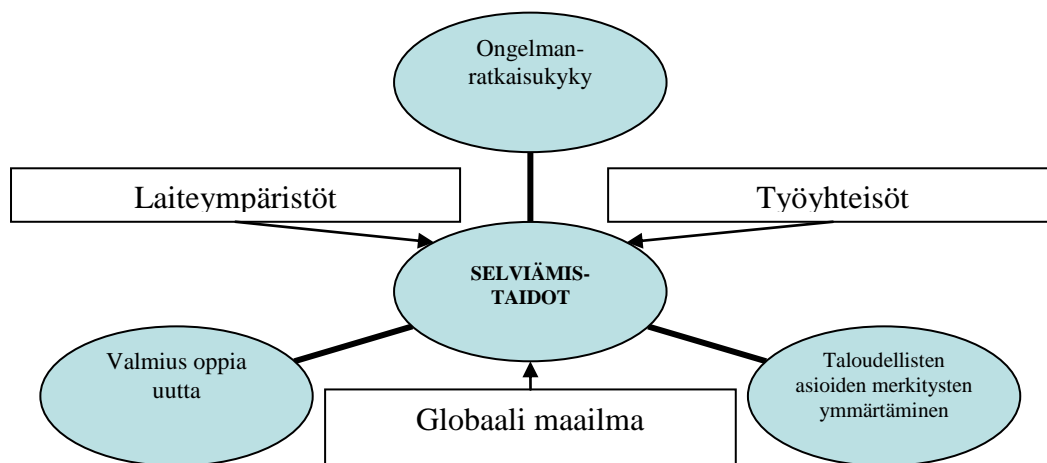 Ongelman-
ratkaisukyky
Laiteympäristöt
Työyhteisöt
SELVIÄMIS-
TAIDOT
Valmius oppia
uutta
Globaali maailma
Taloudellisten
asioiden merkitysten
ymmärtäminen